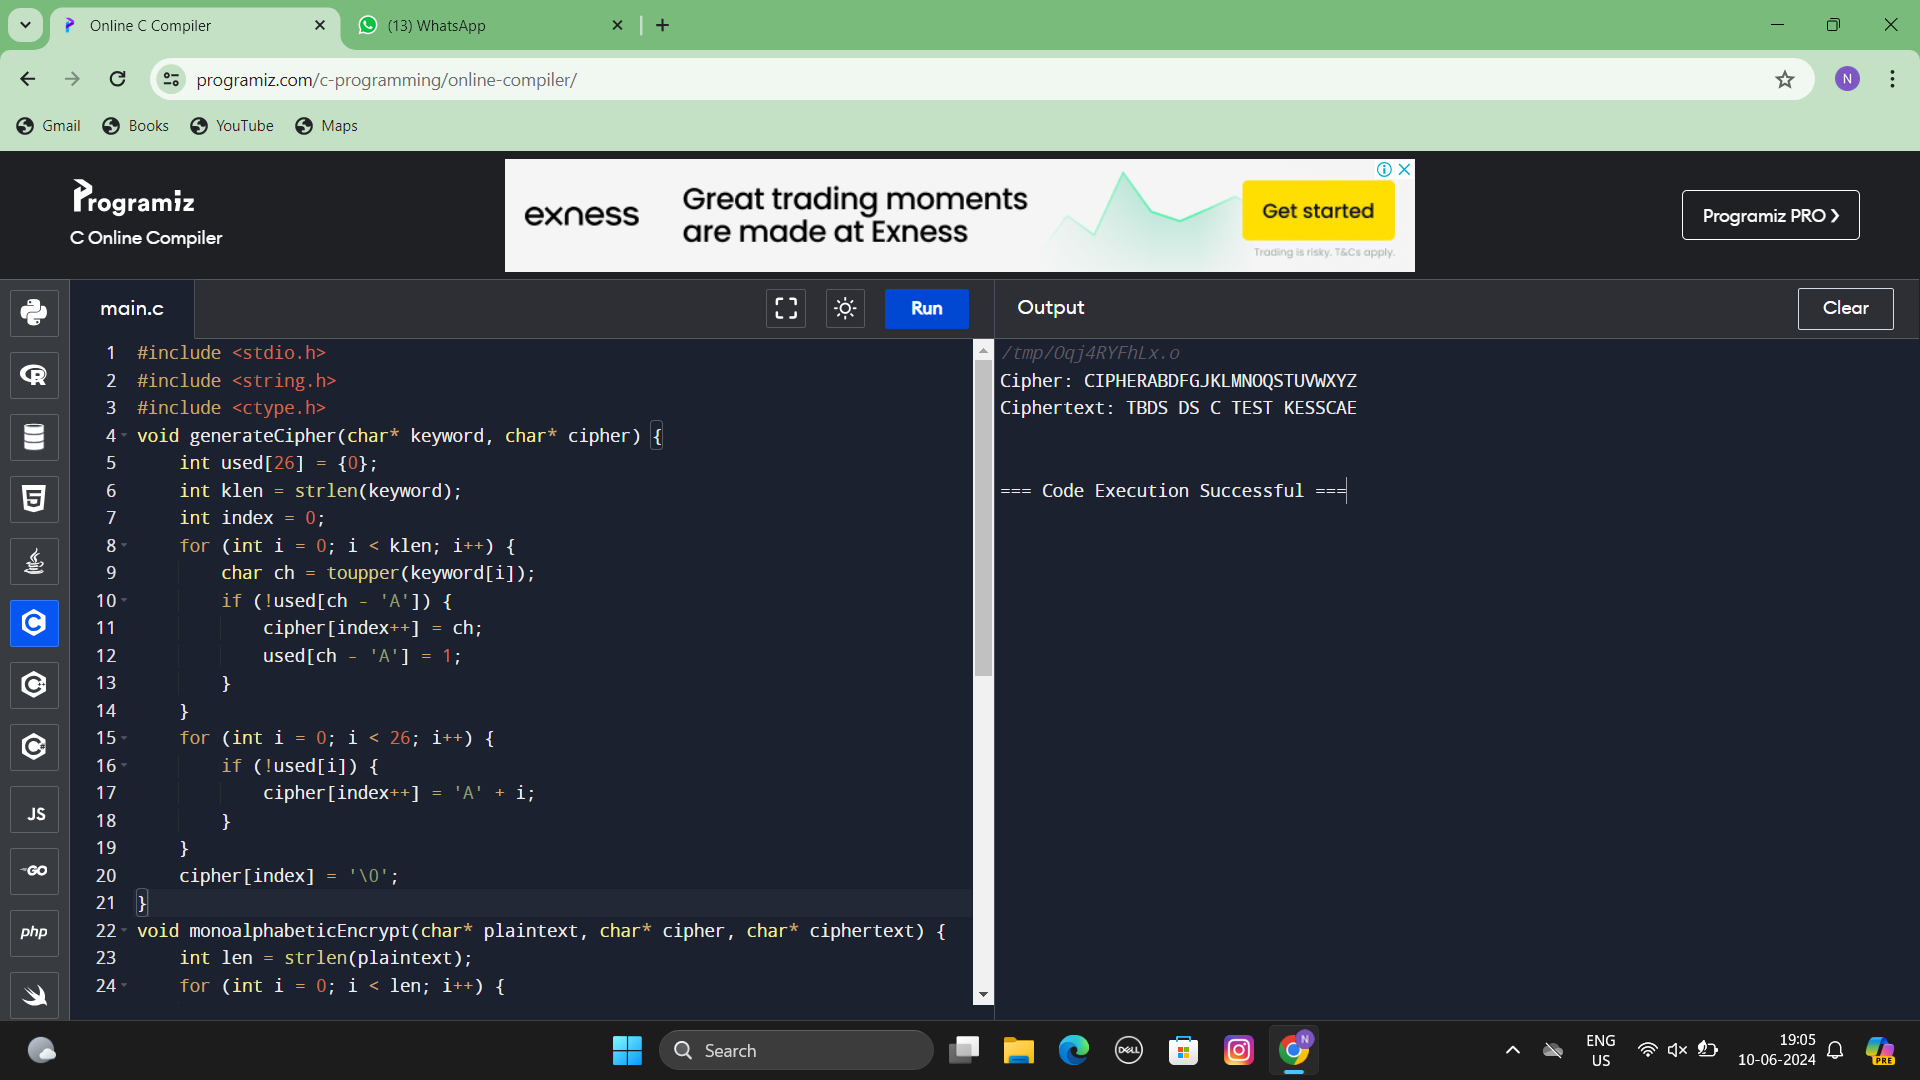 Online C Compiler
(13) WhatsApp
programiz.com/c-programming/online-compiler/
N
Gmail
Books
YouTube
Maps
Programiz
C Online Compiler
exness
Great trading moments
are made at Exness
Get started
Trading is risky. T&Cs apply.
Programiz PRO
main.c
Run
Output
Clear
1 #include <stdio.h>
2 #include <string.h>
3 #include <ctype.h>
4 void generateCipher(char* keyword, char* cipher) {
5 int used[26] = {0};
6 int klen = strlen(keyword);
7 int index = 0;
8 for (int i = 0; i < klen; i++) {
9 char ch = toupper(keyword[i]);
10 if (!used[ch - 'A']) {
11 cipher[index++] = ch;
12 used[ch - 'A'] = 1;
13 }
14 }
15 for (int i = 0; i < 26; i++) {
16 if (!used[i]) {
17 cipher[index++] = 'A' + i;
18 }
19 }
20 cipher[index] = '\0';
21 }
22 void monoalphabeticEncrypt(char* plaintext, char* cipher, char* ciphertext) {
23 int len = strlen(plaintext);
24 for (int i = 0; i < len; i++) {
/tmp/Oqj4RYFhLx.o
Cipher: CIPHERABDFGJKLMNOQSTUVWXYZ
Ciphertext: TBDS DS C TEST KESSCAE
=== Code Execution Successful ===
R
5
C
C
C
JS
GO
php
Search
DELL
N
ENG
US
19:05
10-06-2024
PRE